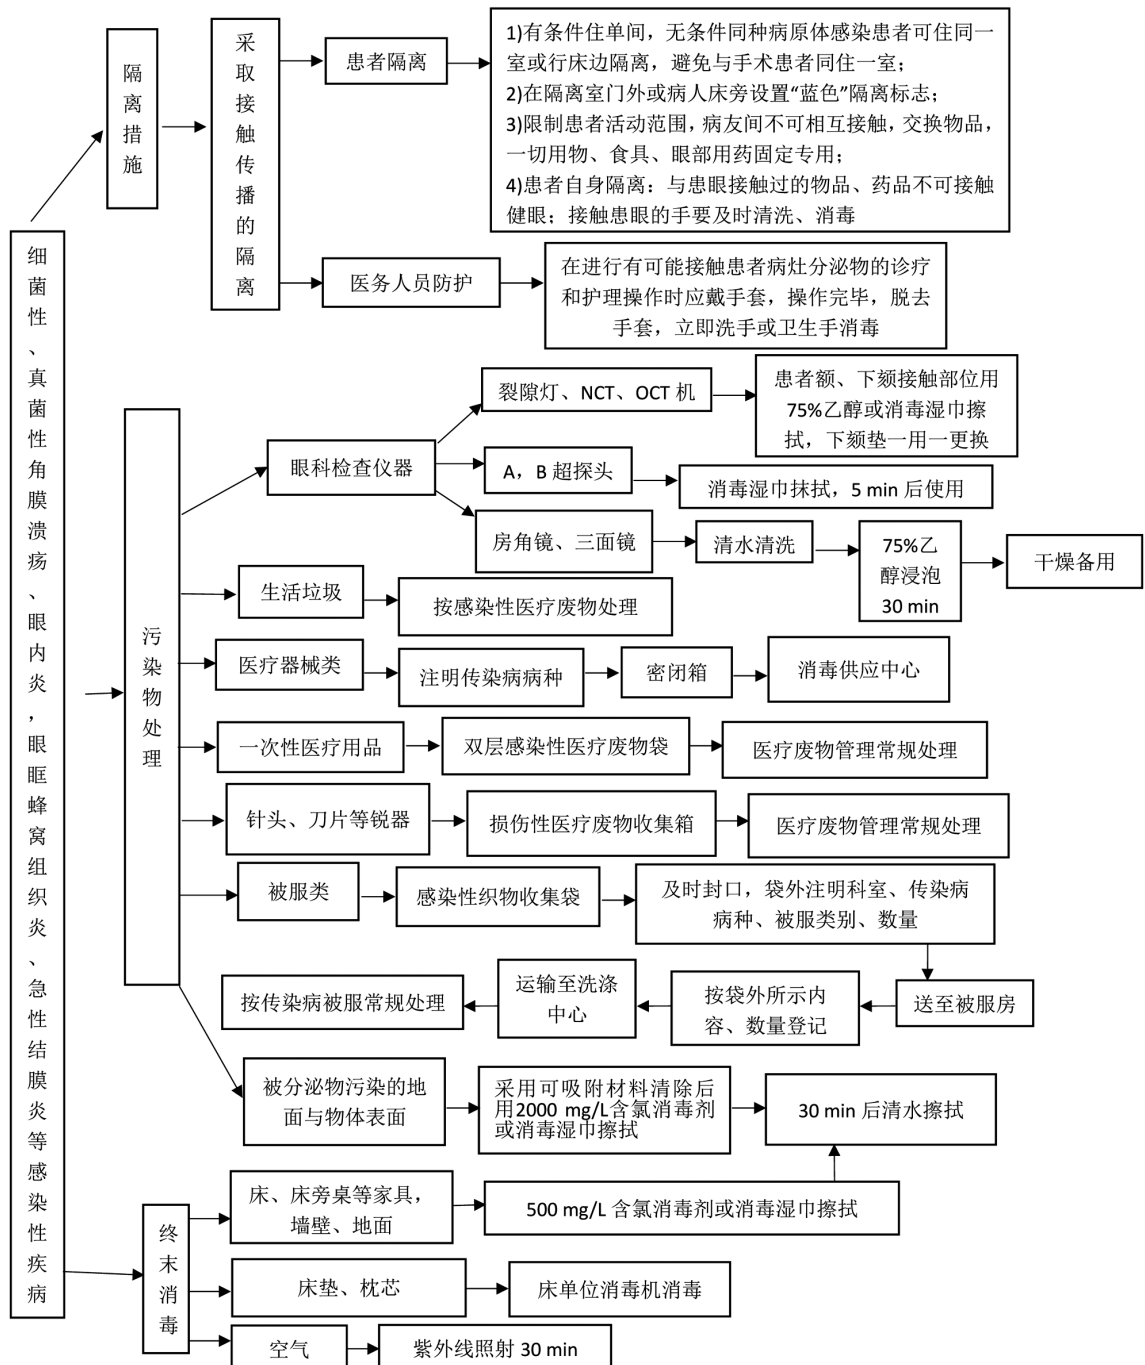 细菌性、真菌性角膜溃疡、眼内炎，眼眶蜂窝组织炎、急性结膜炎等感染性疾病
隔离措施
采取接触传播的隔离
患者隔离
1)有条件住单间，无条件同种病原体感染患者可住同一
室或行床边隔离，避免与手术患者同住一室；
2)在隔离室门外或病人床旁设置“蓝色”隔离标志；
3)限制患者活动范围，病友间不可相互接触，交换物品，
一切用物、食具、眼部用药固定专用；
4)患者自身隔离：与患眼接触过的物品、药品不可接触
健眼；接触患眼的手要及时清洗、消毒
医务人员防护
在进行有可能接触患者病灶分泌物的诊疗
和护理操作时应戴手套，操作完毕，脱去
手套，立即洗手或卫生手消毒
污染物处理
眼科检查仪器
裂隙灯、NCT、OCT 机
患者额、下颏接触部位用
75%乙醇或消毒湿巾擦
拭，下颏垫一用一更换
A，B 超探头
消毒湿巾抹拭，5 min 后使用
房角镜、三面镜
清水清洗
75%乙
醇浸泡
30 min
干燥备用
生活垃圾
按感染性医疗废物处理
医疗器械类
注明传染病病种
密闭箱
消毒供应中心
一次性医疗用品
双层感染性医疗废物袋
医疗废物管理常规处理
针头、刀片等锐器
损伤性医疗废物收集箱
医疗废物管理常规处理
被服类
感染性织物收集袋
及时封口，袋外注明科室、传染病
病种、被服类别、数量
送至被服房
按袋外所示内
容、数量登记
运输至洗涤
中心
按传染病被服常规处理
被分泌物污染的地
面与物体表面
采用可吸附材料清除后
用2000 mg/L含氯消毒剂
或消毒湿巾擦拭
30 min 后清水擦拭
终末消毒
床、床旁桌等家具，
墙壁、地面
500 mg/L 含氯消毒剂或消毒湿巾擦拭
床垫、枕芯
床单位消毒机消毒
空气
紫外线照射 30 min